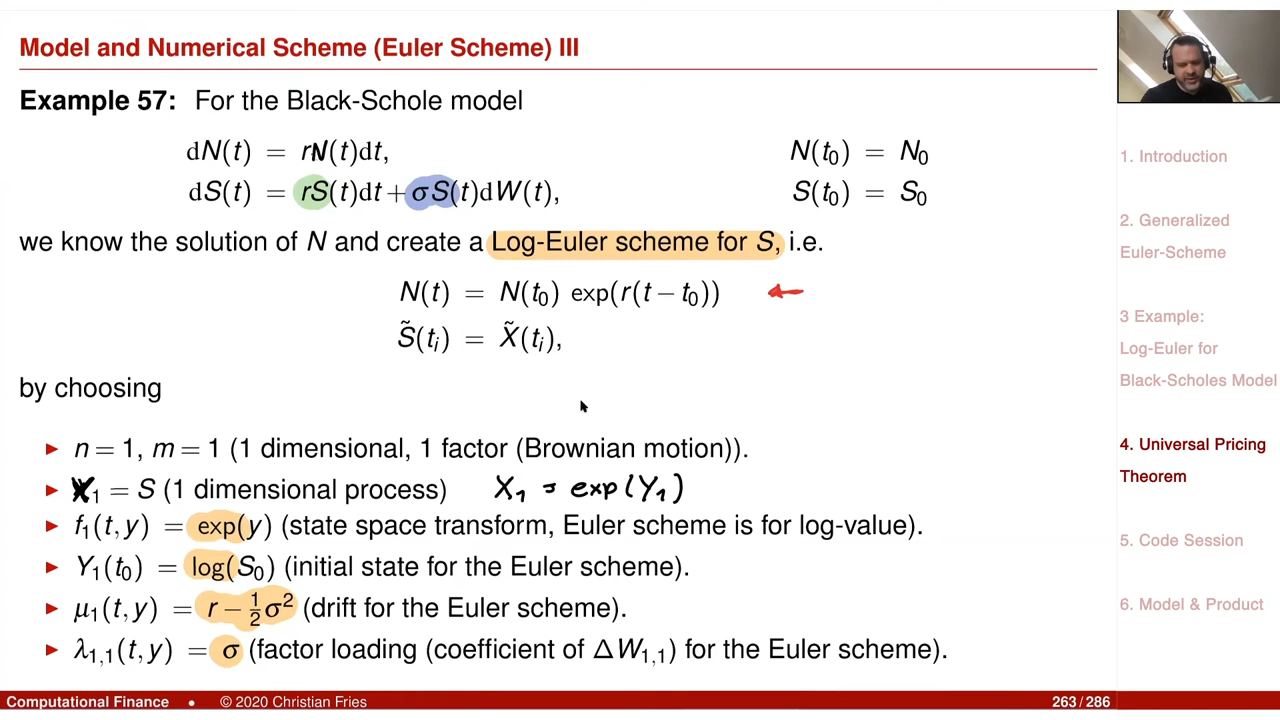 Model and Numerical Scheme (Euler Scheme) III
Example 57: For the Black-Schole model
dN(t) = rN(t)dt, N(t₀) = N₀
dS(t) = rS(t)dt + σS(t)dW(t), S(t₀) = S₀
we know the solution of N and create a Log-Euler scheme for S, i.e.
N(t) = N(t₀) exp(r(t − t₀))
S̃(tᵢ) = X̃(tᵢ),
by choosing
► n = 1, m = 1 (1 dimensional, 1 factor (Brownian motion)).
► X₁ = S (1 dimensional process) X₁ = exp(Y₁)
► f₁(t,y) = exp(y) (state space transform, Euler scheme is for log-value).
► Y₁(t₀) = log(S₀) (initial state for the Euler scheme).
► μ₁(t,y) = r − ½σ² (drift for the Euler scheme).
► λ₁,₁(t,y) = σ (factor loading (coefficient of ΔW₁,₁) for the Euler scheme).
Computational Finance • © 2020 Christian Fries 263 / 286
1. Introduction
2. Generalized
Euler-Scheme
3 Example:
Log-Euler for
Black-Scholes Model
4. Universal Pricing
Theorem
5. Code Session
6. Model & Product